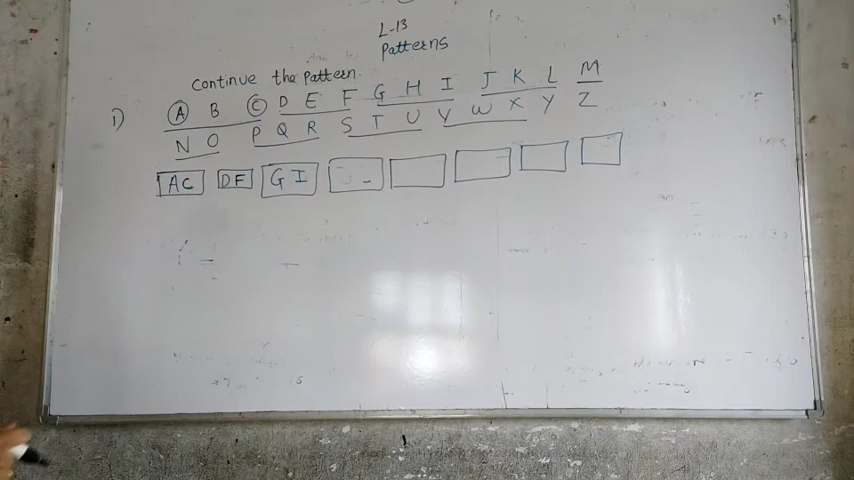 L-13
Patterns
Continue the pattern.
1) A B C D E F G H I J K L M
N O P Q R S T U V W X Y Z
AC DF GI